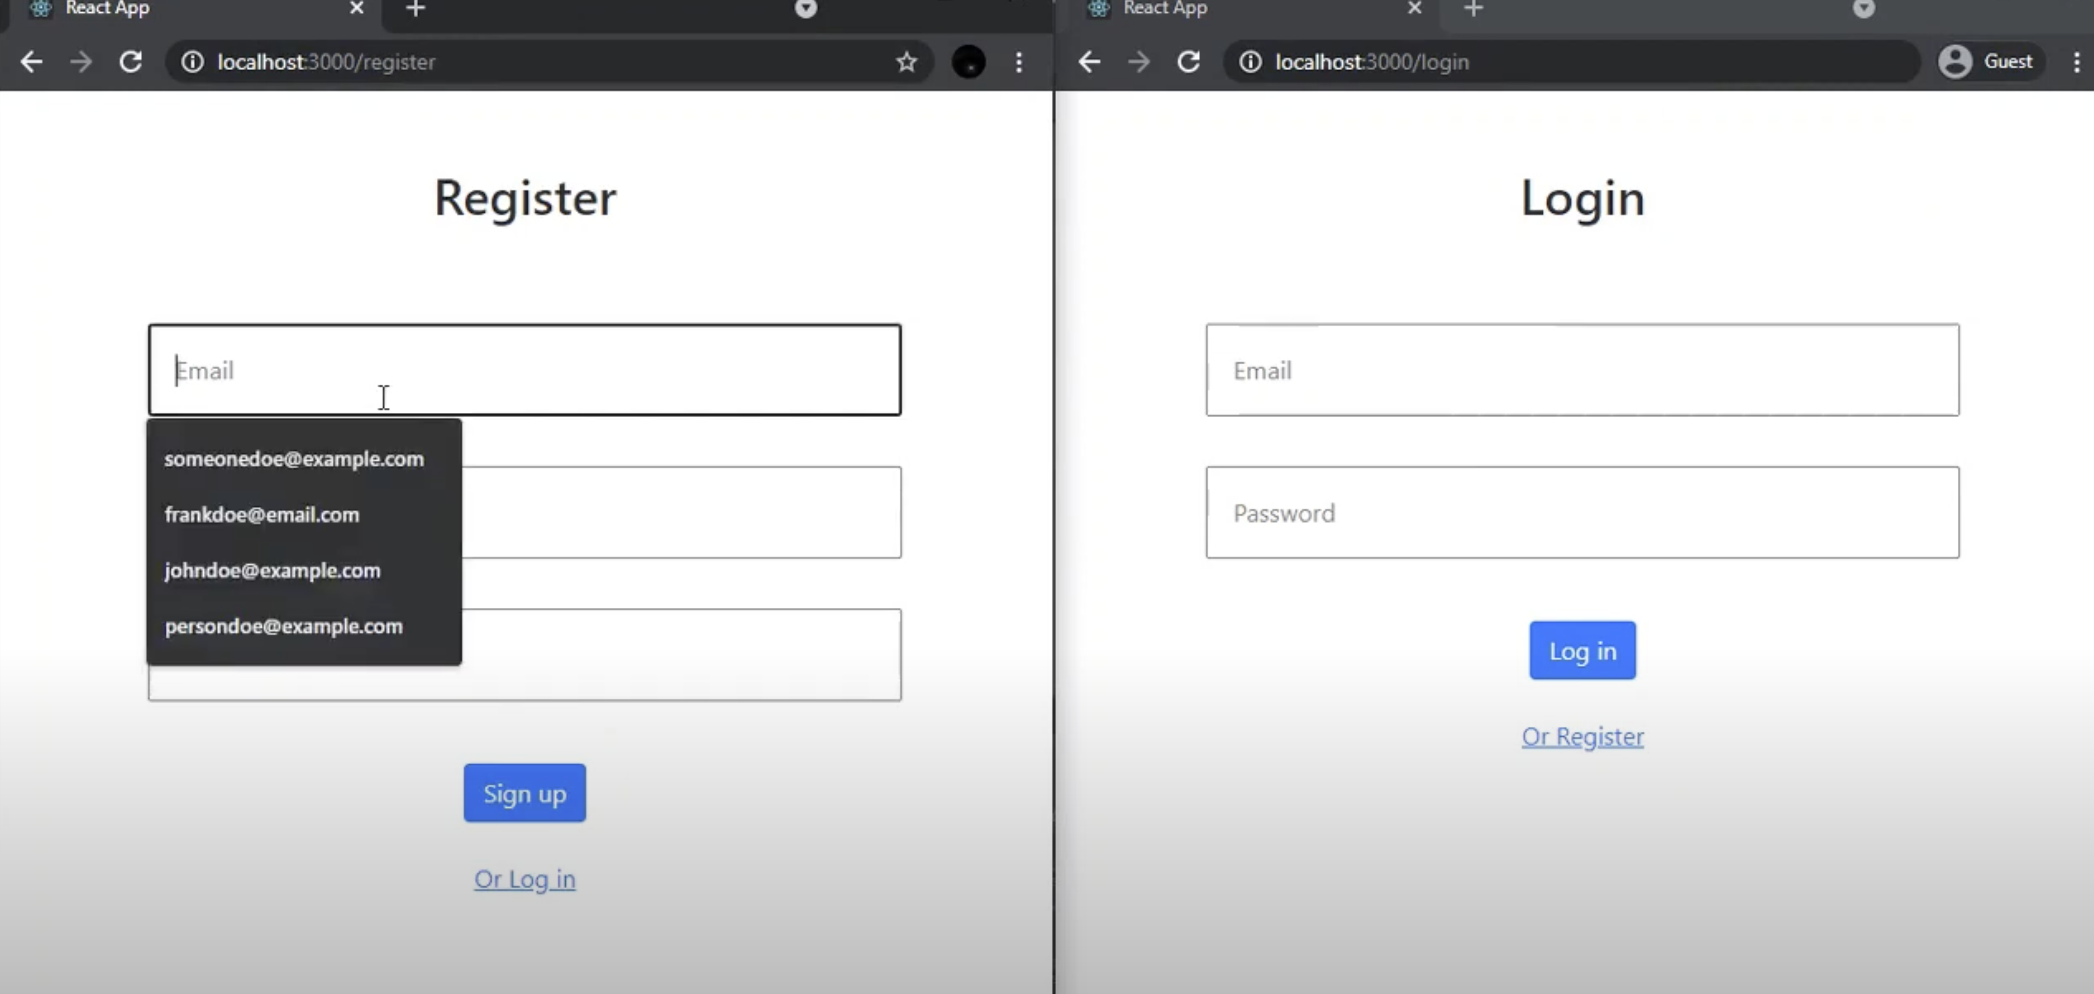 React App
localhost:3000/register
Register
Email
someonedoe@example.com
frankdoe@email.com
johndoe@example.com
persondoe@example.com
Sign up
Or Log in
React App
localhost:3000/login
Guest
Login
Email
Password
Log in
Or Register